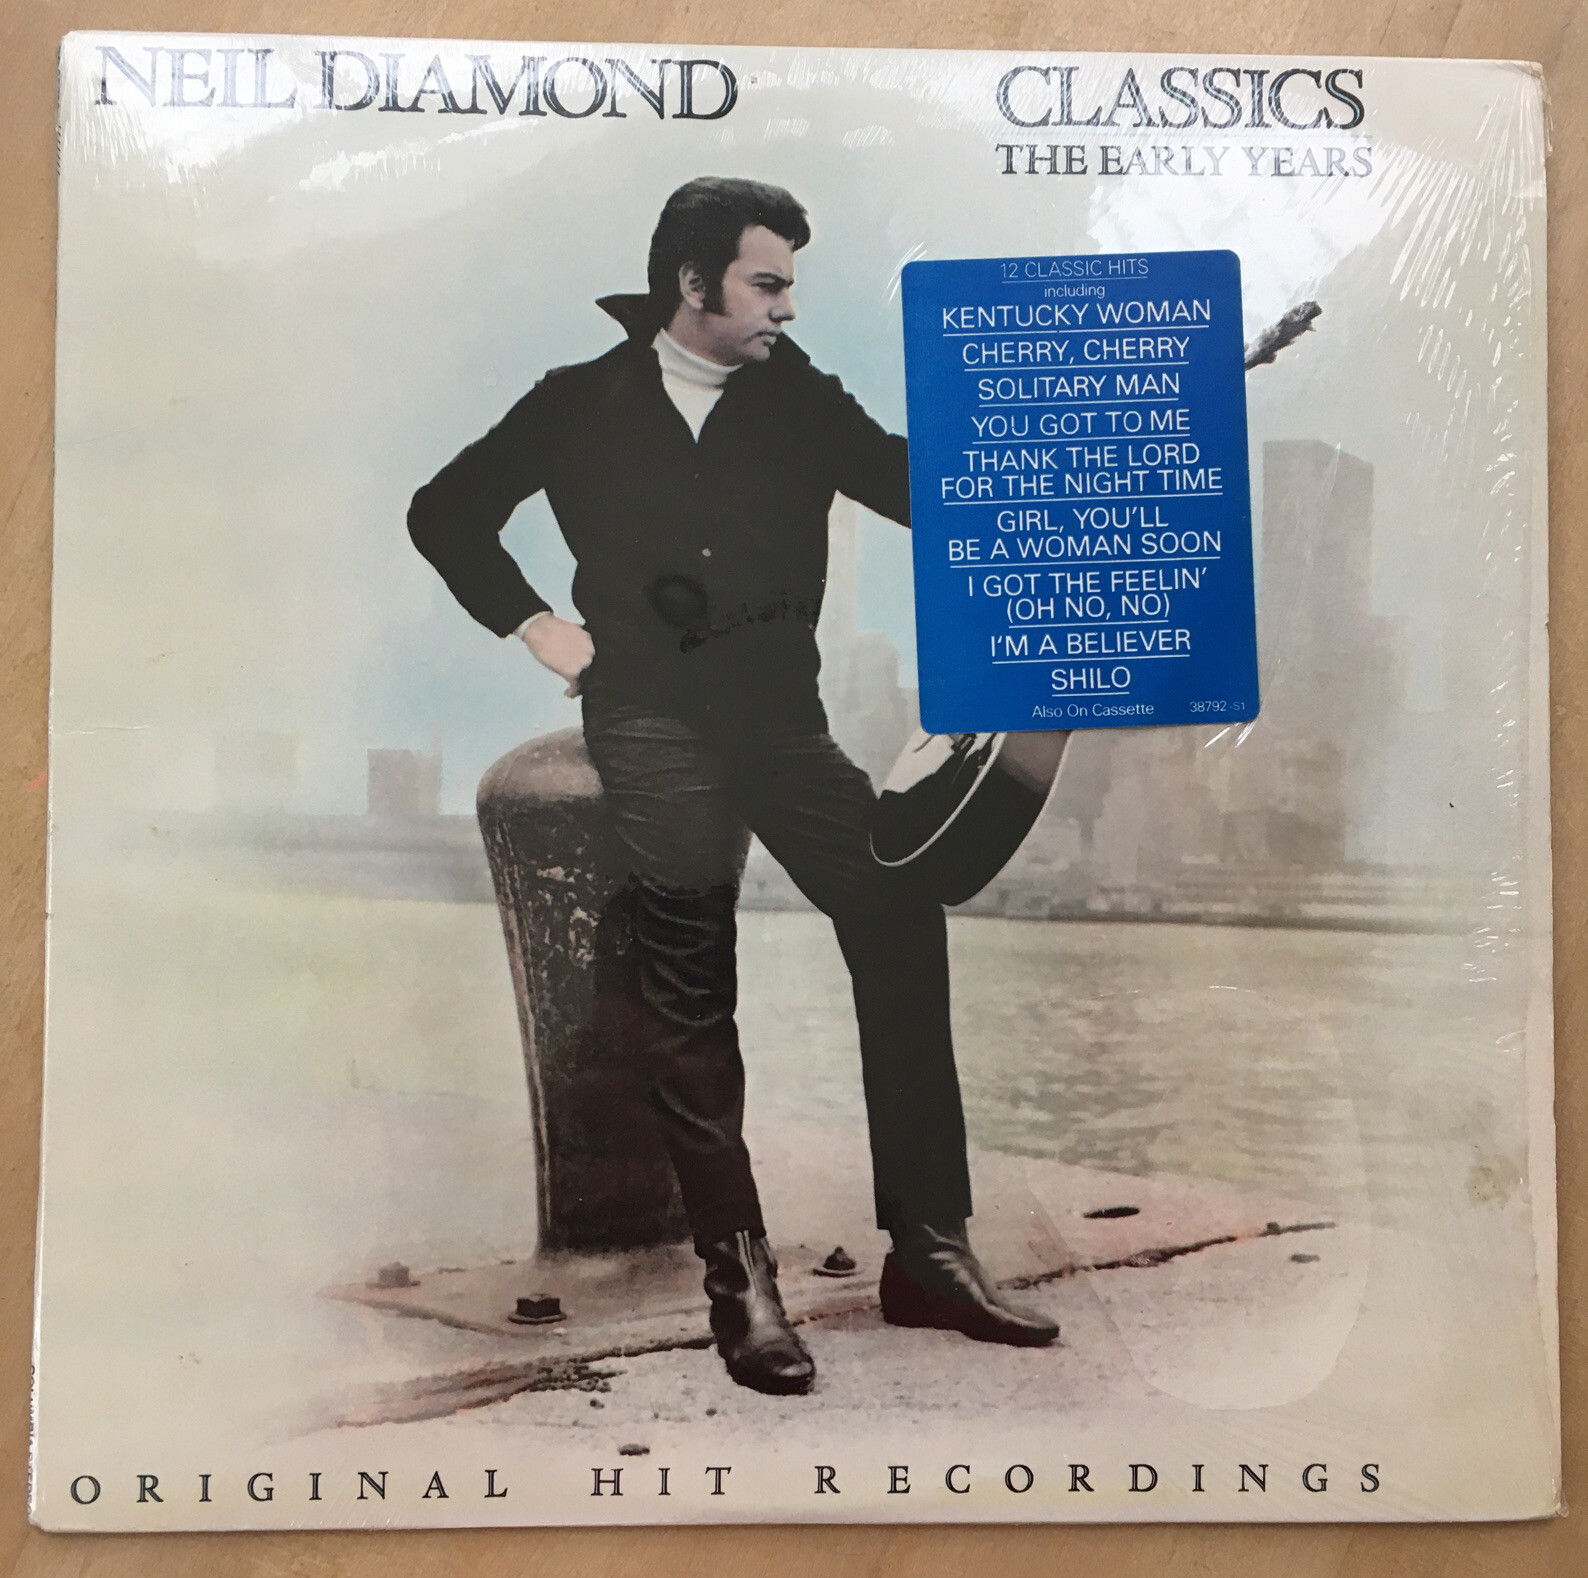 NEIL DIAMOND
CLASSICS
THE EARLY YEARS
12 CLASSIC HITS
including
KENTUCKY WOMAN
CHERRY, CHERRY
SOLITARY MAN
YOU GOT TO ME
THANK THE LORD
FOR THE NIGHT TIME
GIRL, YOU'LL
BE A WOMAN SOON
I GOT THE FEELIN'
(OH NO, NO)
I'M A BELIEVER
SHILO
Also On Cassette 38792-S1
ORIGINAL HIT RECORDINGS